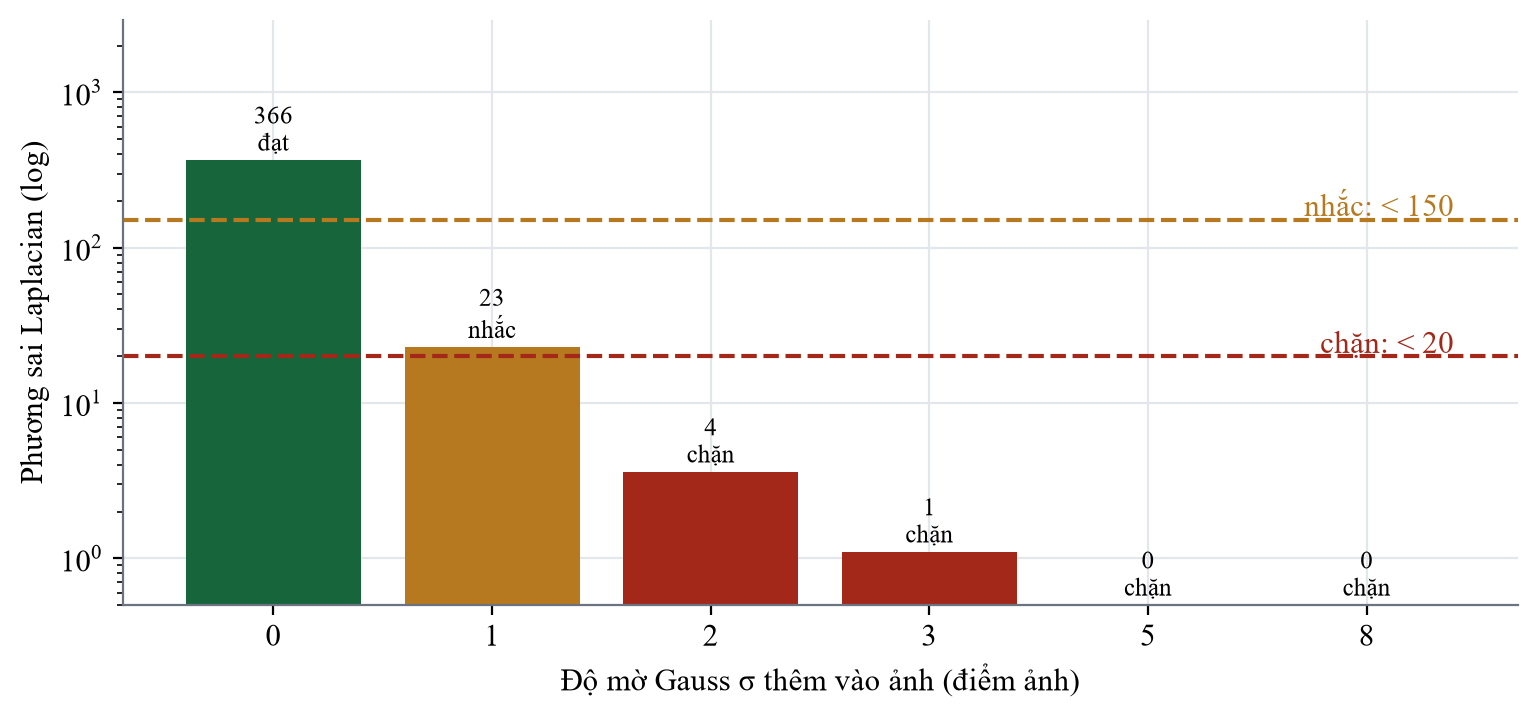 Phương sai Laplacian (log)
10³
10²
10¹
10⁰
366
đạt
23
nhắc
4
chặn
1
chặn
0
chặn
0
chặn
nhắc: < 150
chặn: < 20
0 1 2 3 5 8
Độ mờ Gauss σ thêm vào ảnh (điểm ảnh)